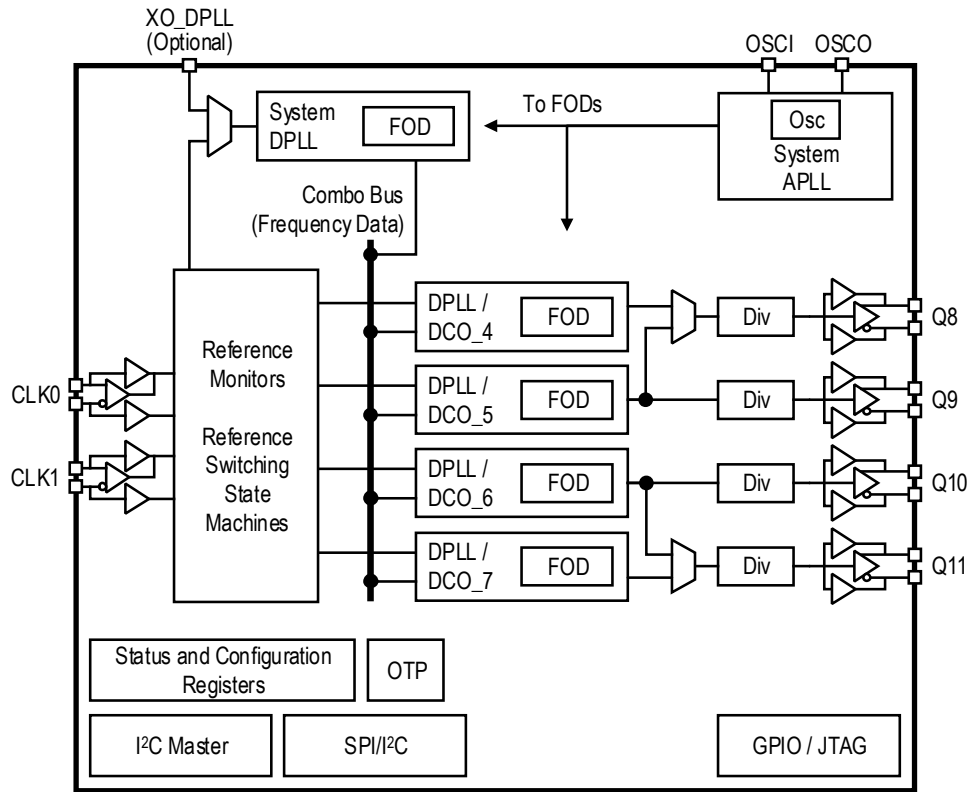 XO_DPLL
(Optional)
OSCI
OSCO
System
DPLL
FOD
To FODs
Osc
System
APLL
Combo Bus
(Frequency Data)
Reference
Monitors
Reference
Switching
State
Machines
CLK0
CLK1
DPLL /
DCO_4
FOD
Div
Q8
DPLL /
DCO_5
FOD
Div
Q9
DPLL /
DCO_6
FOD
Div
Q10
DPLL /
DCO_7
FOD
Div
Q11
Status and Configuration
Registers
OTP
I²C Master
SPI/I²C
GPIO / JTAG